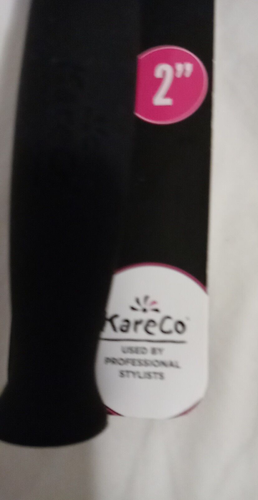 2”
KareCo
USED BY
PROFESSIONAL
STYLISTS